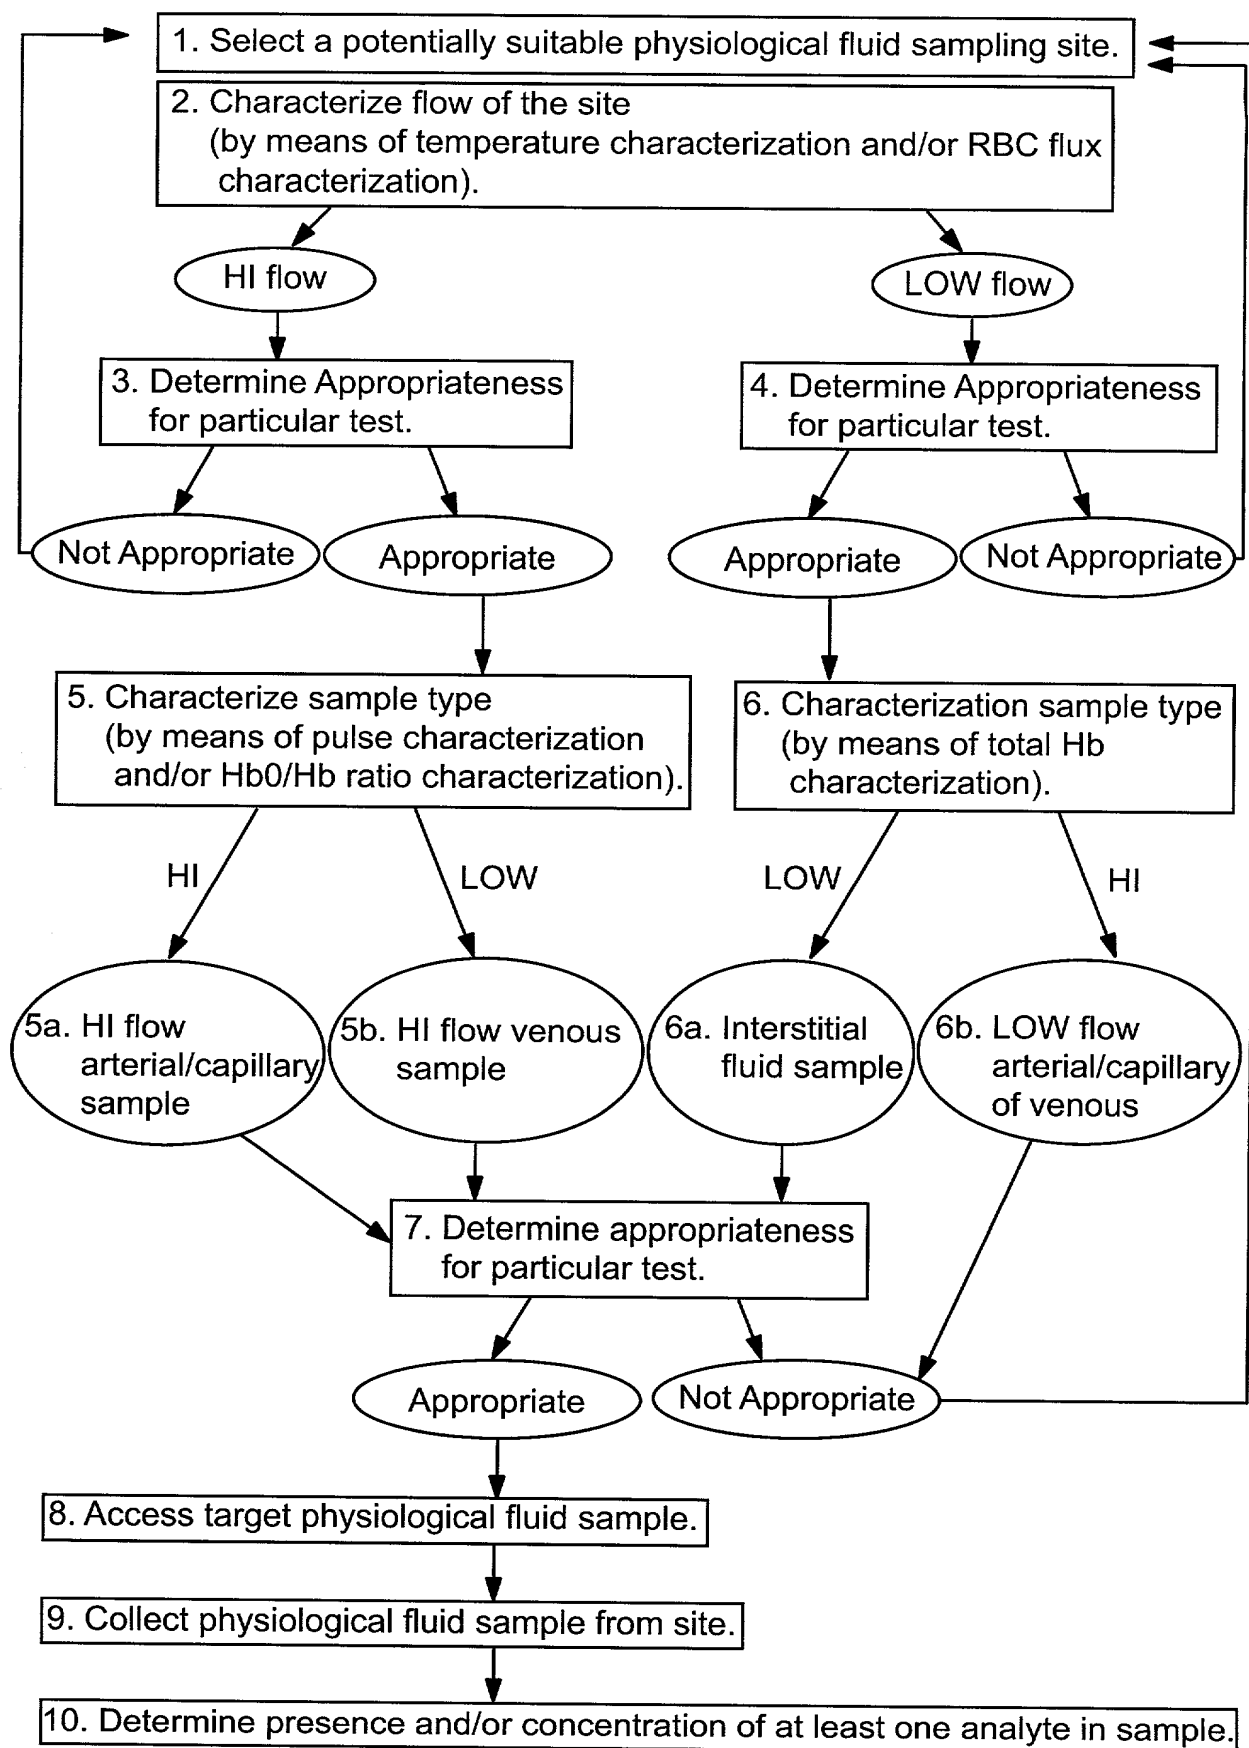 1. Select a potentially suitable physiological fluid sampling site.
2. Characterize flow of the site
(by means of temperature characterization and/or RBC flux
characterization).
HI flow
LOW flow
3. Determine Appropriateness
for particular test.
4. Determine Appropriateness
for particular test.
Not Appropriate
Appropriate
Appropriate
Not Appropriate
5. Characterize sample type
(by means of pulse characterization
and/or Hb0/Hb ratio characterization).
6. Characterization sample type
(by means of total Hb
characterization).
HI
LOW
LOW
HI
5a. HI flow
arterial/capillary
sample
5b. HI flow venous
sample
6a. Interstitial
fluid sample
6b. LOW flow
arterial/capillary
of venous
7. Determine appropriateness
for particular test.
Appropriate
Not Appropriate
8. Access target physiological fluid sample.
9. Collect physiological fluid sample from site.
10. Determine presence and/or concentration of at least one analyte in sample.